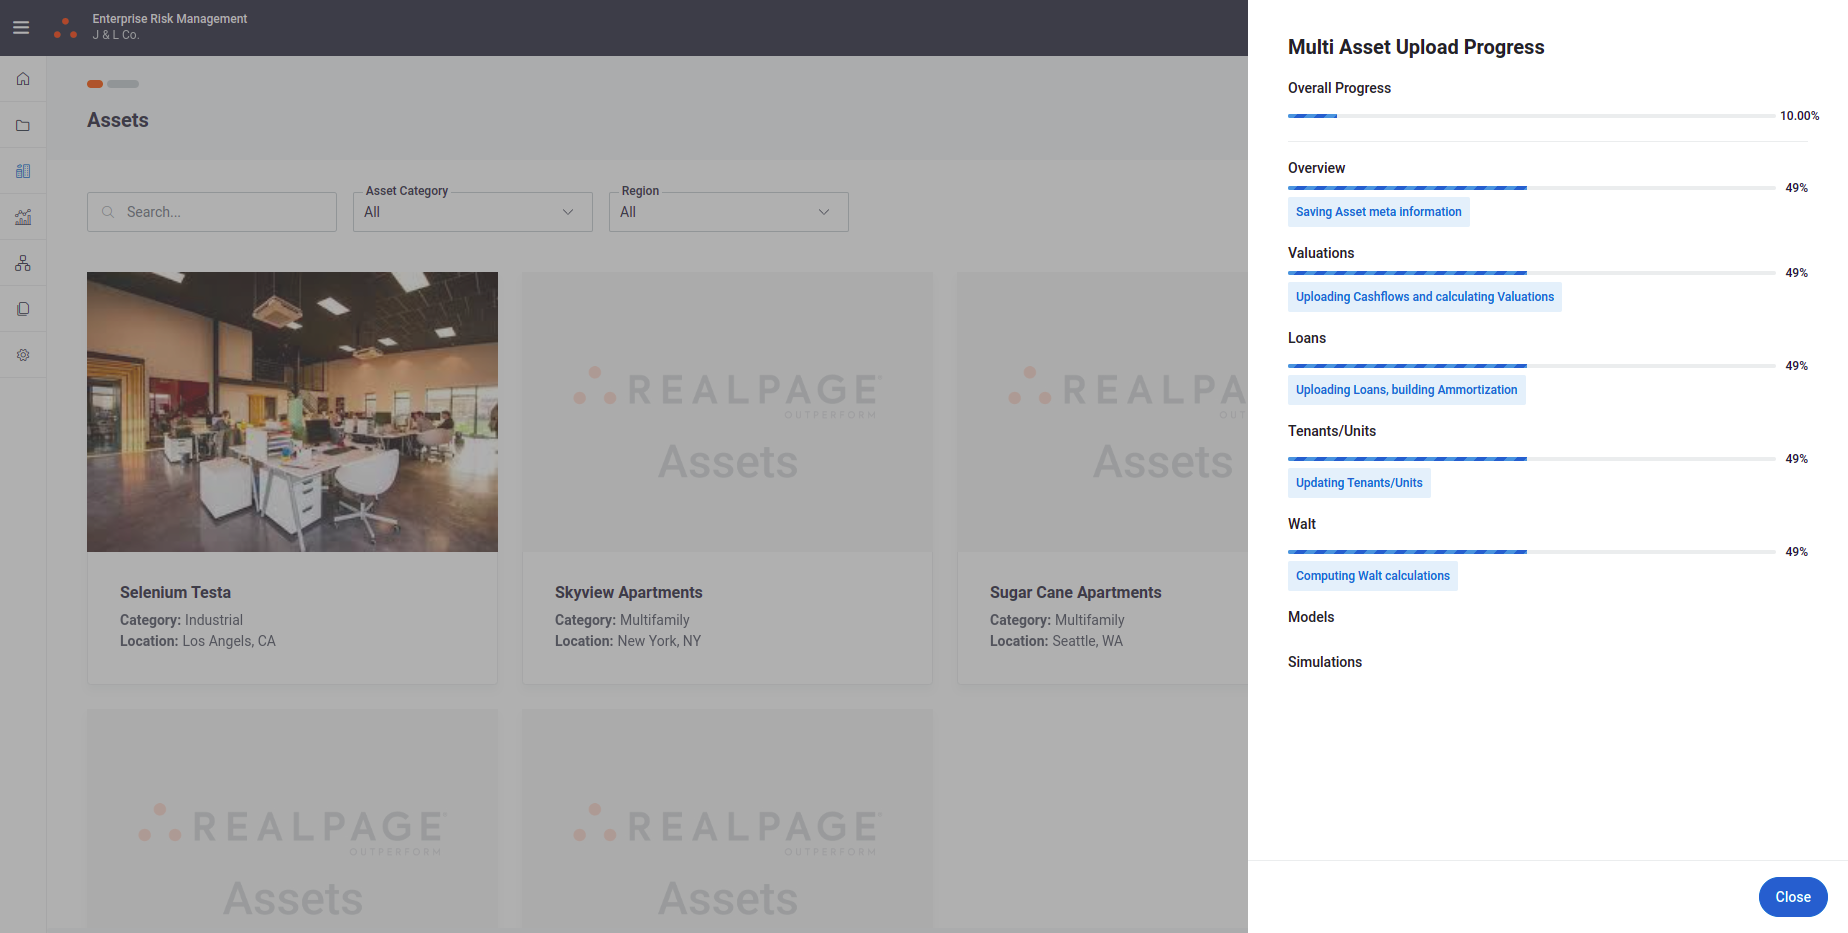 Enterprise Risk Management
J & L Co.
Assets
Search...
Asset Category
All
Region
All
REALPAGE
OUTPERFORM
Assets
REALPA
OUT
Assets
Selenium Testa
Category: Industrial
Location: Los Angels, CA
Skyview Apartments
Category: Multifamily
Location: New York, NY
Sugar Cane Apartments
Category: Multifamily
Location: Seattle, WA
REALPAGE
OUTPERFORM
Assets
REALPAGE
OUTPERFORM
Assets
Multi Asset Upload Progress
Overall Progress
10.00%
Overview
49%
Saving Asset meta information
Valuations
49%
Uploading Cashflows and calculating Valuations
Loans
49%
Uploading Loans, building Ammortization
Tenants/Units
49%
Updating Tenants/Units
Walt
49%
Computing Walt calculations
Models
Simulations
Close